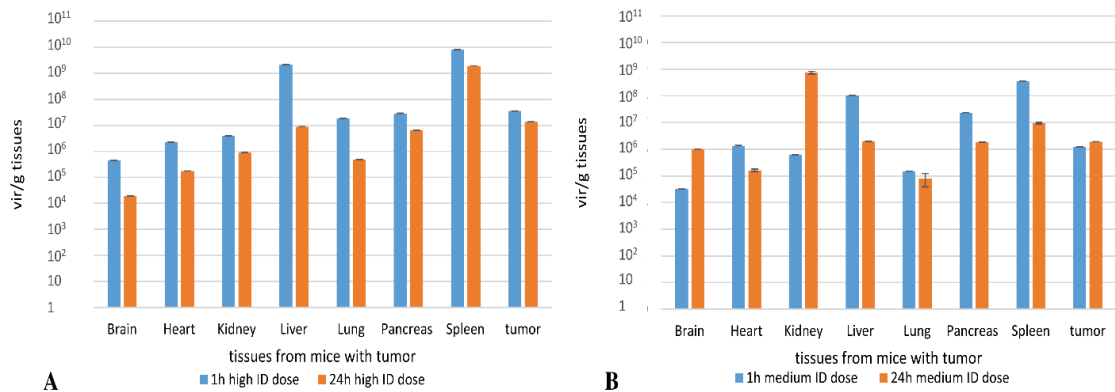 10¹¹
10¹⁰
10⁹
10⁸
10⁷
10⁶
10⁵
10⁴
10³
10²
10
1
vir/g tissues
Brain Heart Kidney Liver Lung Pancreas Spleen tumor
tissues from mice with tumor
1h high ID dose 24h high ID dose
A
10¹¹
10¹⁰
10⁹
10⁸
10⁷
10⁶
10⁵
10⁴
10³
10²
10
1
vir/g tissues
Brain Heart Kidney Liver Lung Pancreas Spleen tumor
tissues from mice with tumor
1h medium ID dose 24h medium ID dose
B